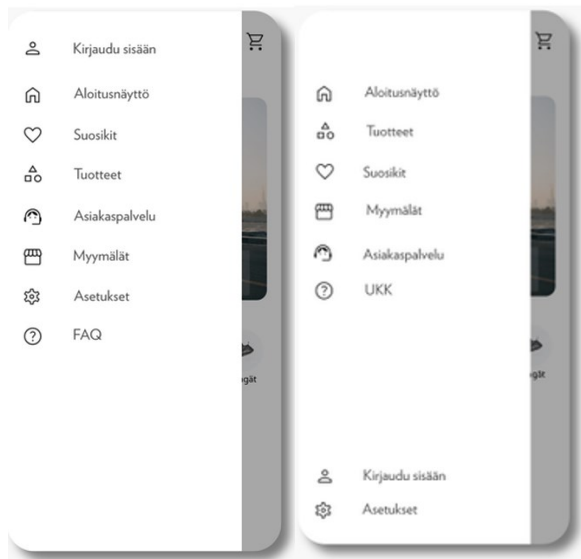 Kirjaudu sisään
Aloitusnäyttö
Suosikit
Tuotteet
Asiakaspalvelu
Myymälät
Asetukset
FAQ
Aloitusnäyttö
Tuotteet
Suosikit
Myymälät
Asiakaspalvelu
UKK
Kirjaudu sisään
Asetukset